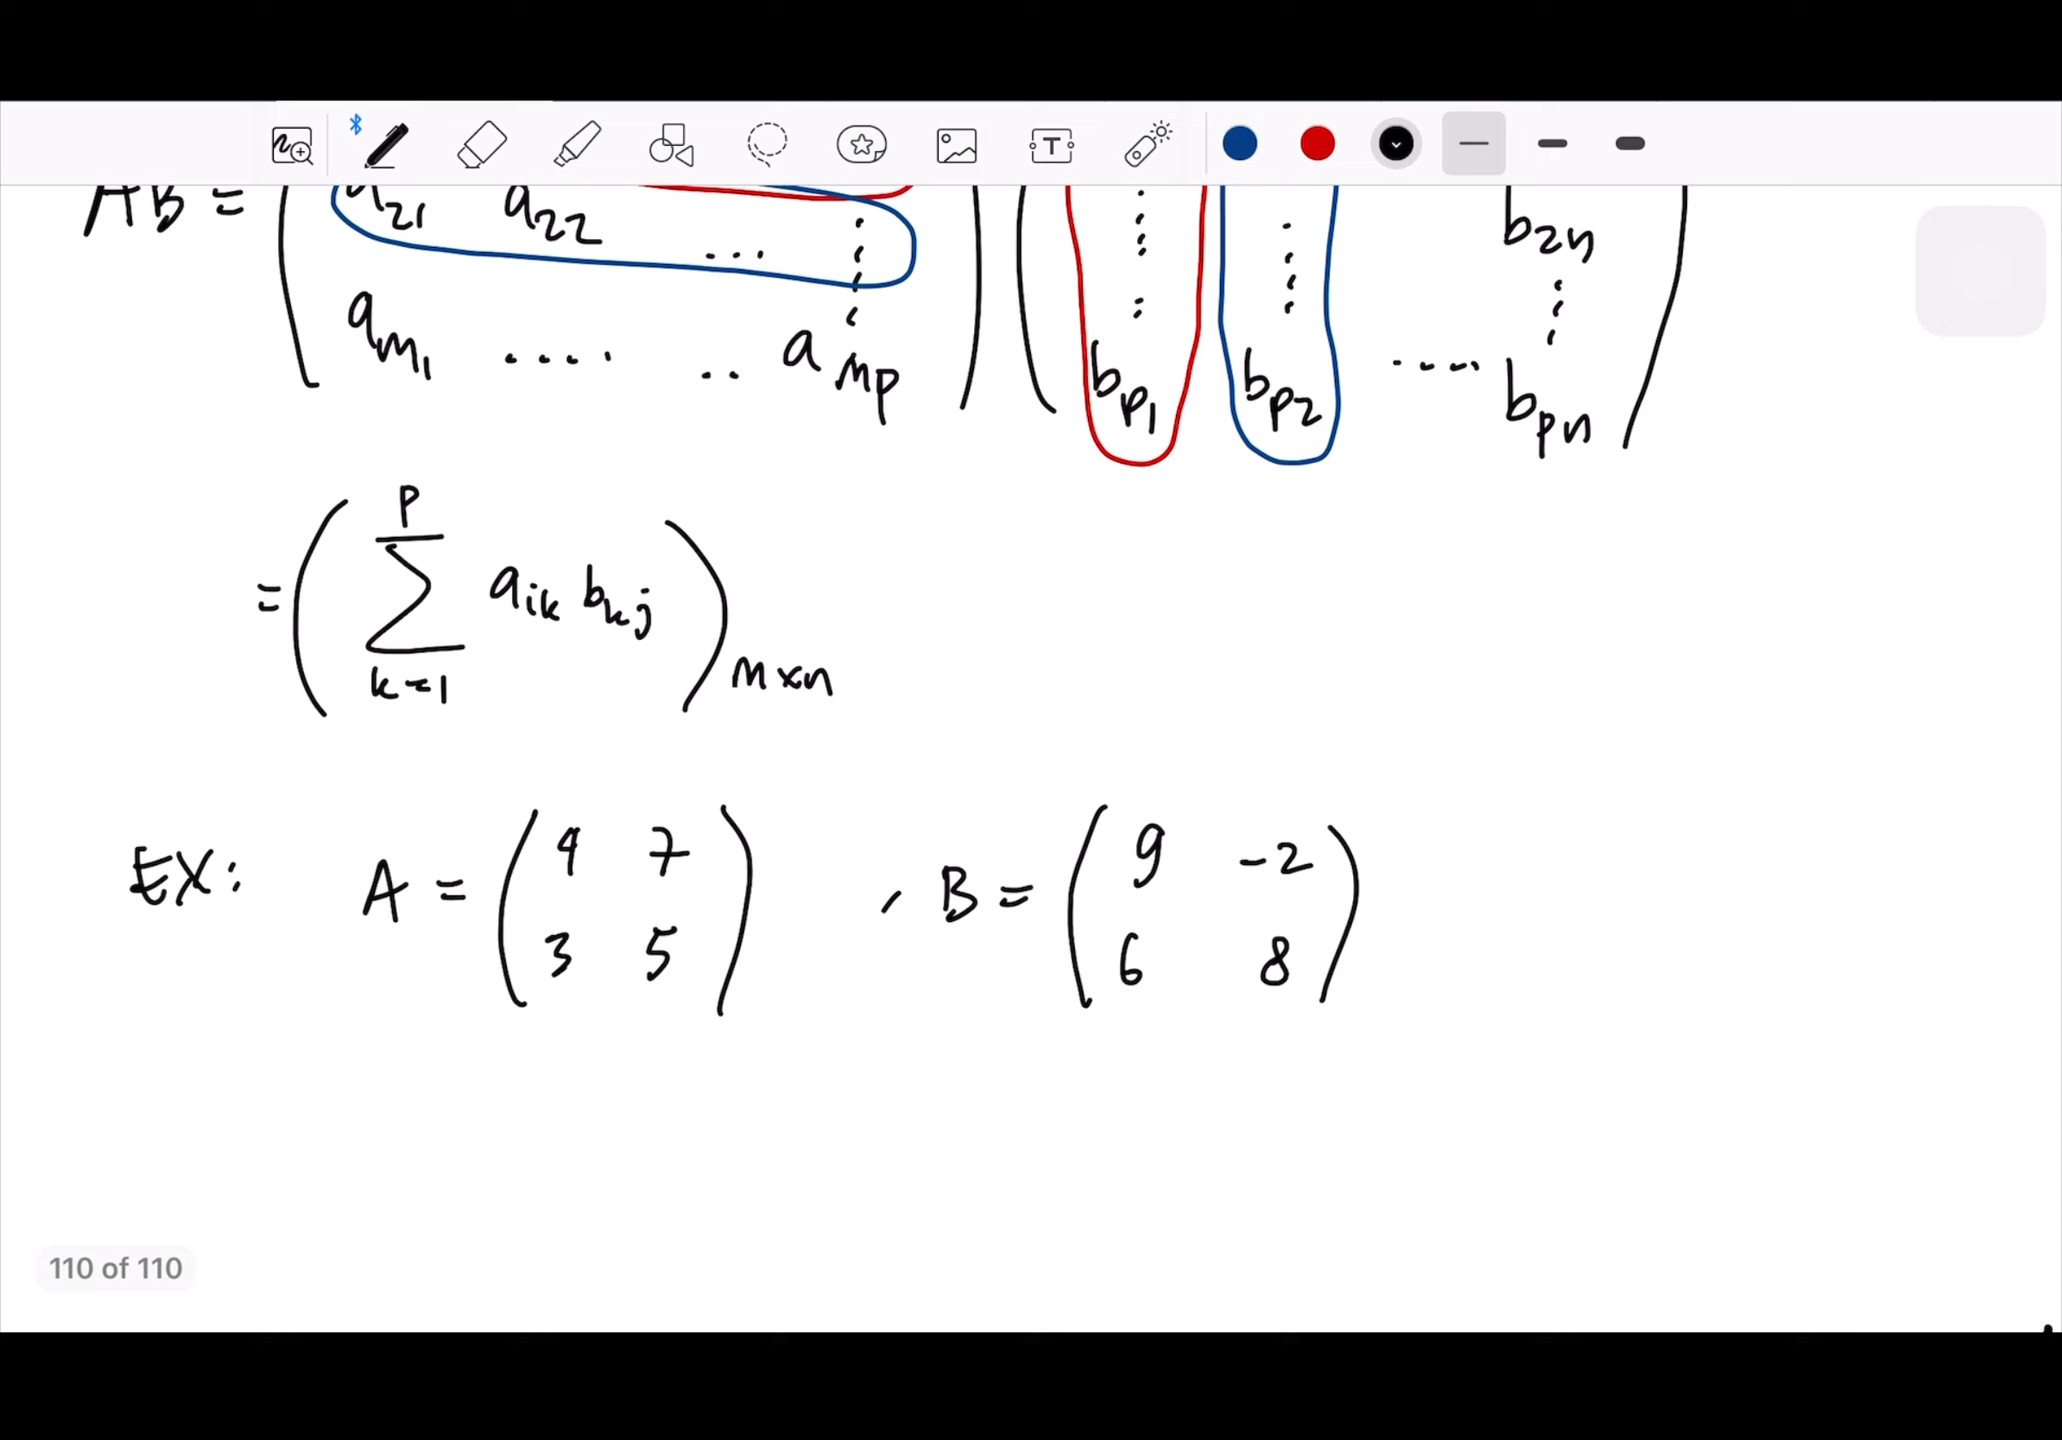 AB = ( a21 a22 ... b2n
am1 .... .. amp ) ( bp1 bp2 .... bpn )
= ( P ∑ k=1 aik bkj ) m×n
EX: A = ( 4 7 3 5 ) , B = ( 9 -2 6 8 )
110 of 110